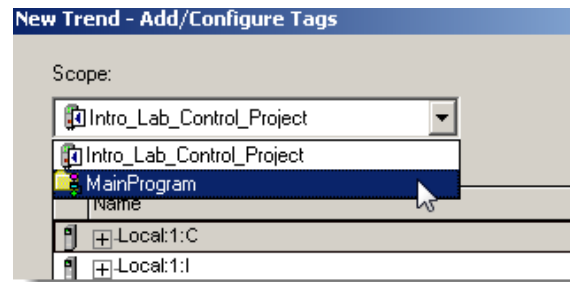 New Trend - Add/Configure Tags
Scope:
Intro_Lab_Control_Project
Intro_Lab_Control_Project
MainProgram
Name
Local:1:C
Local:1:I